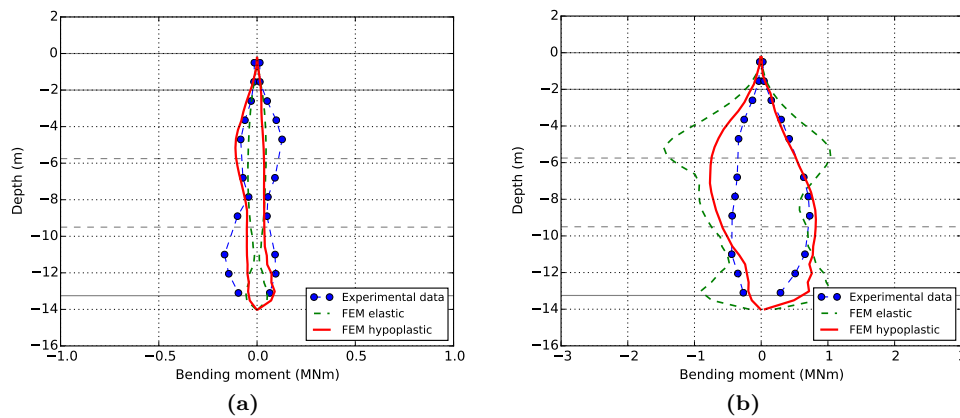 2
0
−2
−4
−6
−8
−10
−12
−14
−16
Depth (m)
−1.0 −0.5 0.0 0.5 1.0
Bending moment (MNm)
Experimental data
FEM elastic
FEM hypoplastic
(a)
2
0
−2
−4
−6
−8
−10
−12
−14
−16
Depth (m)
−3 −2 −1 0 1 2 3
Bending moment (MNm)
Experimental data
FEM elastic
FEM hypoplastic
(b)